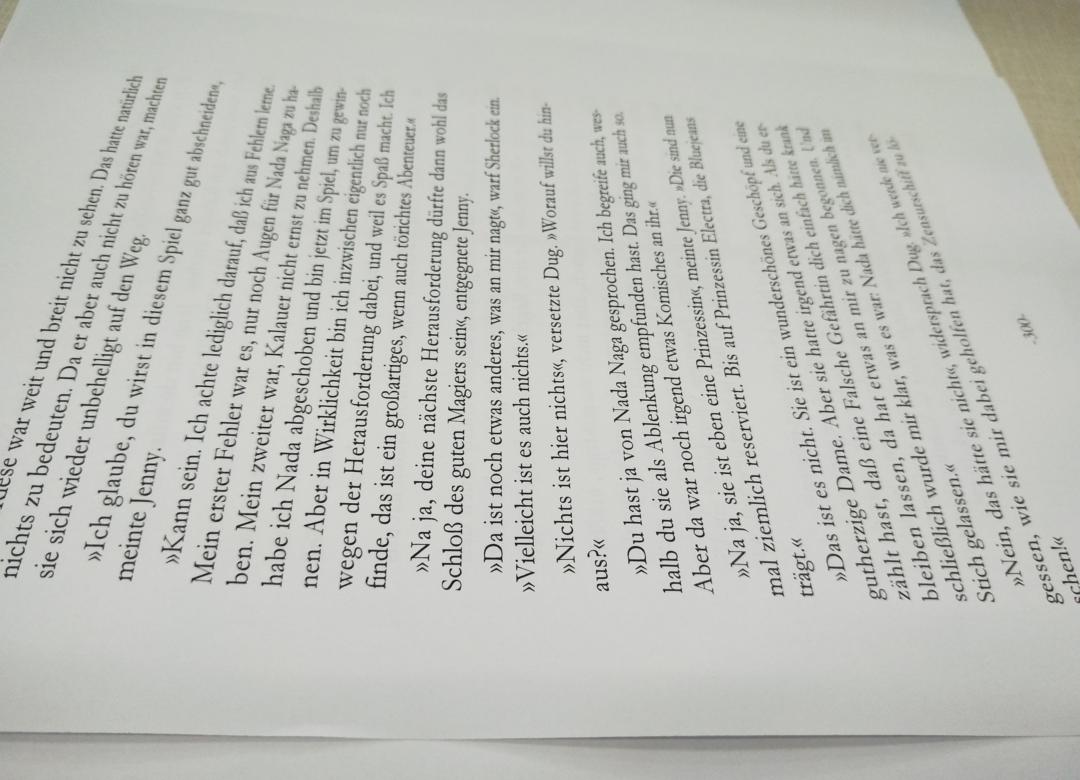 diese war weit und breit nicht zu sehen. Das hatte natürlich
nichts zu bedeuten. Da er aber auch nicht zu hören war, machten
sie sich wieder unbehelligt auf den Weg.
»Ich glaube, du wirst in diesem Spiel ganz gut abschneiden«,
meinte Jenny.
»Kann sein. Ich achte lediglich darauf, daß ich aus Fehlern lerne.
Mein erster Fehler war es, nur noch Augen für Nada Naga zu ha-
ben. Mein zweiter war, Kalauer nicht ernst zu nehmen. Deshalb
habe ich Nada abgeschoben und bin jetzt im Spiel, um zu gewin-
nen. Aber in Wirklichkeit bin ich inzwischen eigentlich nur noch
wegen der Herausforderung dabei, und weil es Spaß macht. Ich
finde, das ist ein großartiges, wenn auch törichtes Abenteuer.«
»Na ja, deine nächste Herausforderung dürfte dann wohl das
Schloß des guten Magiers sein«, entgegnete Jenny.
»Da ist noch etwas anderes, was an mir nagt«, warf Sherlock ein.
»Vielleicht ist es auch nichts.«
»Nichts ist hier nichts«, versetzte Dug. »Worauf willst du hin-
aus?«
»Du hast ja von Nada Naga gesprochen. Ich begreife auch, wes-
halb du sie als Ablenkung empfunden hast. Das ging mir auch so.
Aber da war noch irgend etwas Komisches an ihr.«
»Na ja, sie ist eben eine Prinzessin«, meinte Jenny. »Die sind nun
mal ziemlich reserviert. Bis auf Prinzessin Electra, die Bluejeans
trägt.«
»Das ist es nicht. Sie ist ein wunderschönes Geschöpf und eine
gutherzige Dame. Aber sie hatte irgend etwas an sich. Als du er-
zählt hast, daß eine Falsche Gefährtin dich einfach hätte krank
bleiben lassen, da hat etwas an mir zu nagen begonnen. Und
schließlich wurde mir klar, was es war: Nada hätte dich nämlich im
Stich gelassen.«
»Nein, das hätte sie nicht«, widersprach Dug. »Ich werde nie ver-
gessen, wie sie mir dabei geholfen hat, das Zensurschiff zu lö-
schen!«
-300-